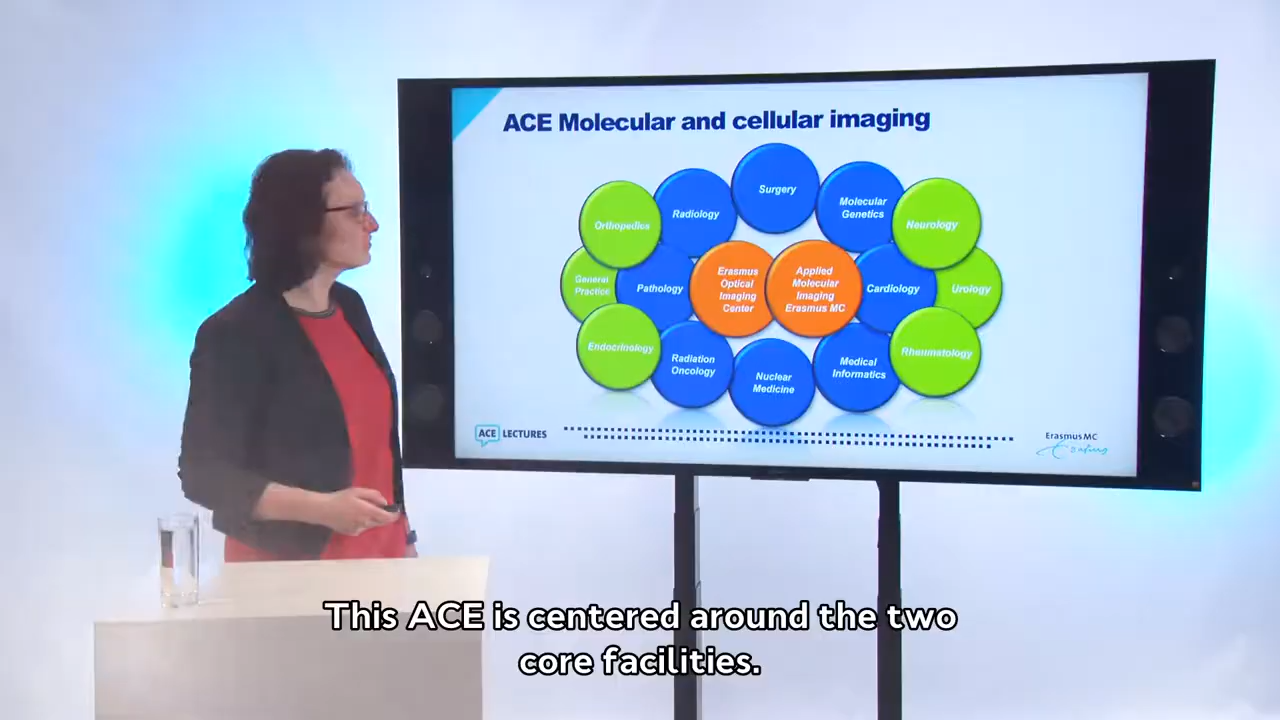 ACE Molecular and cellular imaging
Surgery
Radiology
Molecular
Genetics
Orthopedics
Neurology
General
Practice
Pathology
Erasmus
Optical
Imaging
Center
Applied
Molecular
Imaging
Erasmus MC
Cardiology
Urology
Endocrinology
Radiation
Oncology
Nuclear
Medicine
Medical
Informatics
Rheumatology
ACE LECTURES
Erasmus MC
This ACE is centered around the two
core facilities.